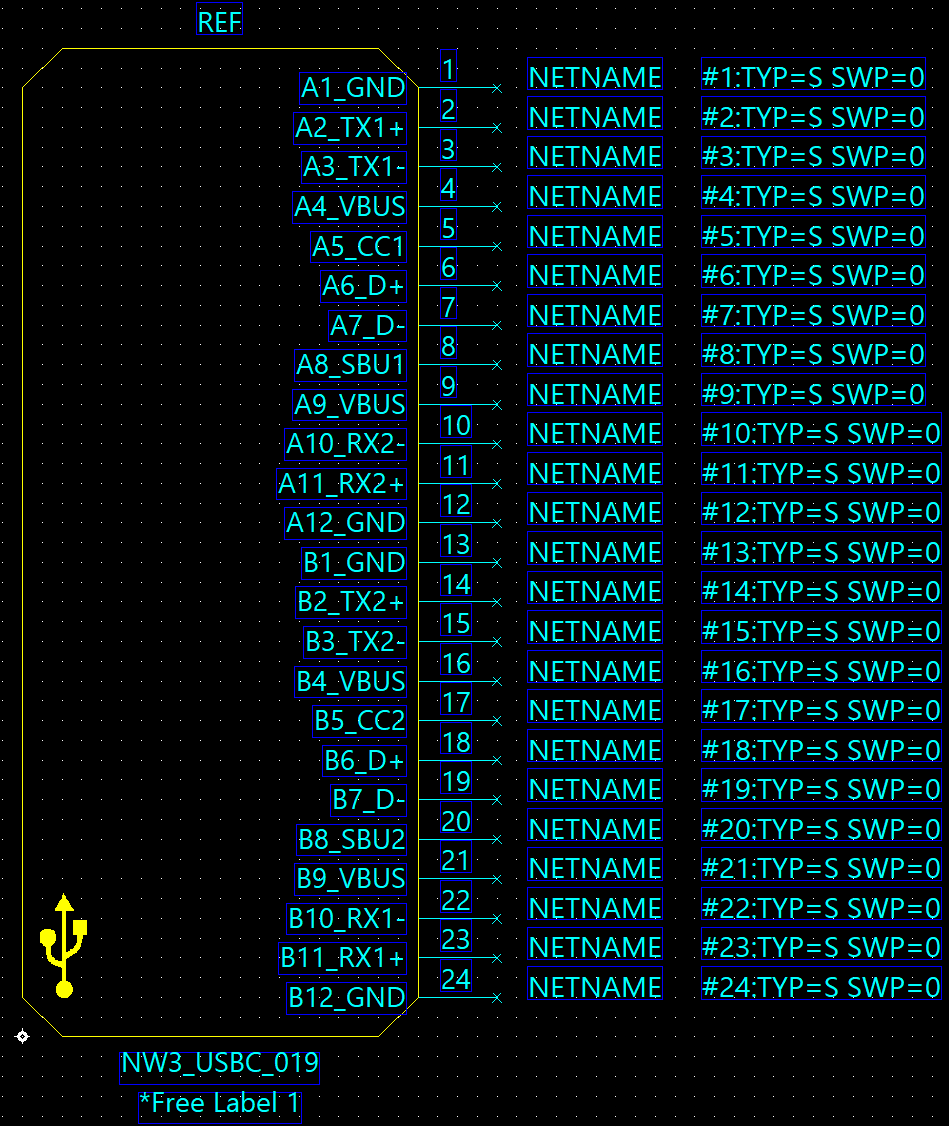 REF
A1_GND 1 NETNAME #1:TYP=S SWP=0
A2_TX1+ 2 NETNAME #2:TYP=S SWP=0
A3_TX1- 3 NETNAME #3:TYP=S SWP=0
A4_VBUS 4 NETNAME #4:TYP=S SWP=0
A5_CC1 5 NETNAME #5:TYP=S SWP=0
A6_D+ 6 NETNAME #6:TYP=S SWP=0
A7_D- 7 NETNAME #7:TYP=S SWP=0
A8_SBU1 8 NETNAME #8:TYP=S SWP=0
A9_VBUS 9 NETNAME #9:TYP=S SWP=0
A10_RX2- 10 NETNAME #10:TYP=S SWP=0
A11_RX2+ 11 NETNAME #11:TYP=S SWP=0
A12_GND 12 NETNAME #12:TYP=S SWP=0
B1_GND 13 NETNAME #13:TYP=S SWP=0
B2_TX2+ 14 NETNAME #14:TYP=S SWP=0
B3_TX2- 15 NETNAME #15:TYP=S SWP=0
B4_VBUS 16 NETNAME #16:TYP=S SWP=0
B5_CC2 17 NETNAME #17:TYP=S SWP=0
B6_D+ 18 NETNAME #18:TYP=S SWP=0
B7_D- 19 NETNAME #19:TYP=S SWP=0
B8_SBU2 20 NETNAME #20:TYP=S SWP=0
B9_VBUS 21 NETNAME #21:TYP=S SWP=0
B10_RX1- 22 NETNAME #22:TYP=S SWP=0
B11_RX1+ 23 NETNAME #23:TYP=S SWP=0
B12_GND 24 NETNAME #24:TYP=S SWP=0
NW3_USBC_019
*Free Label 1